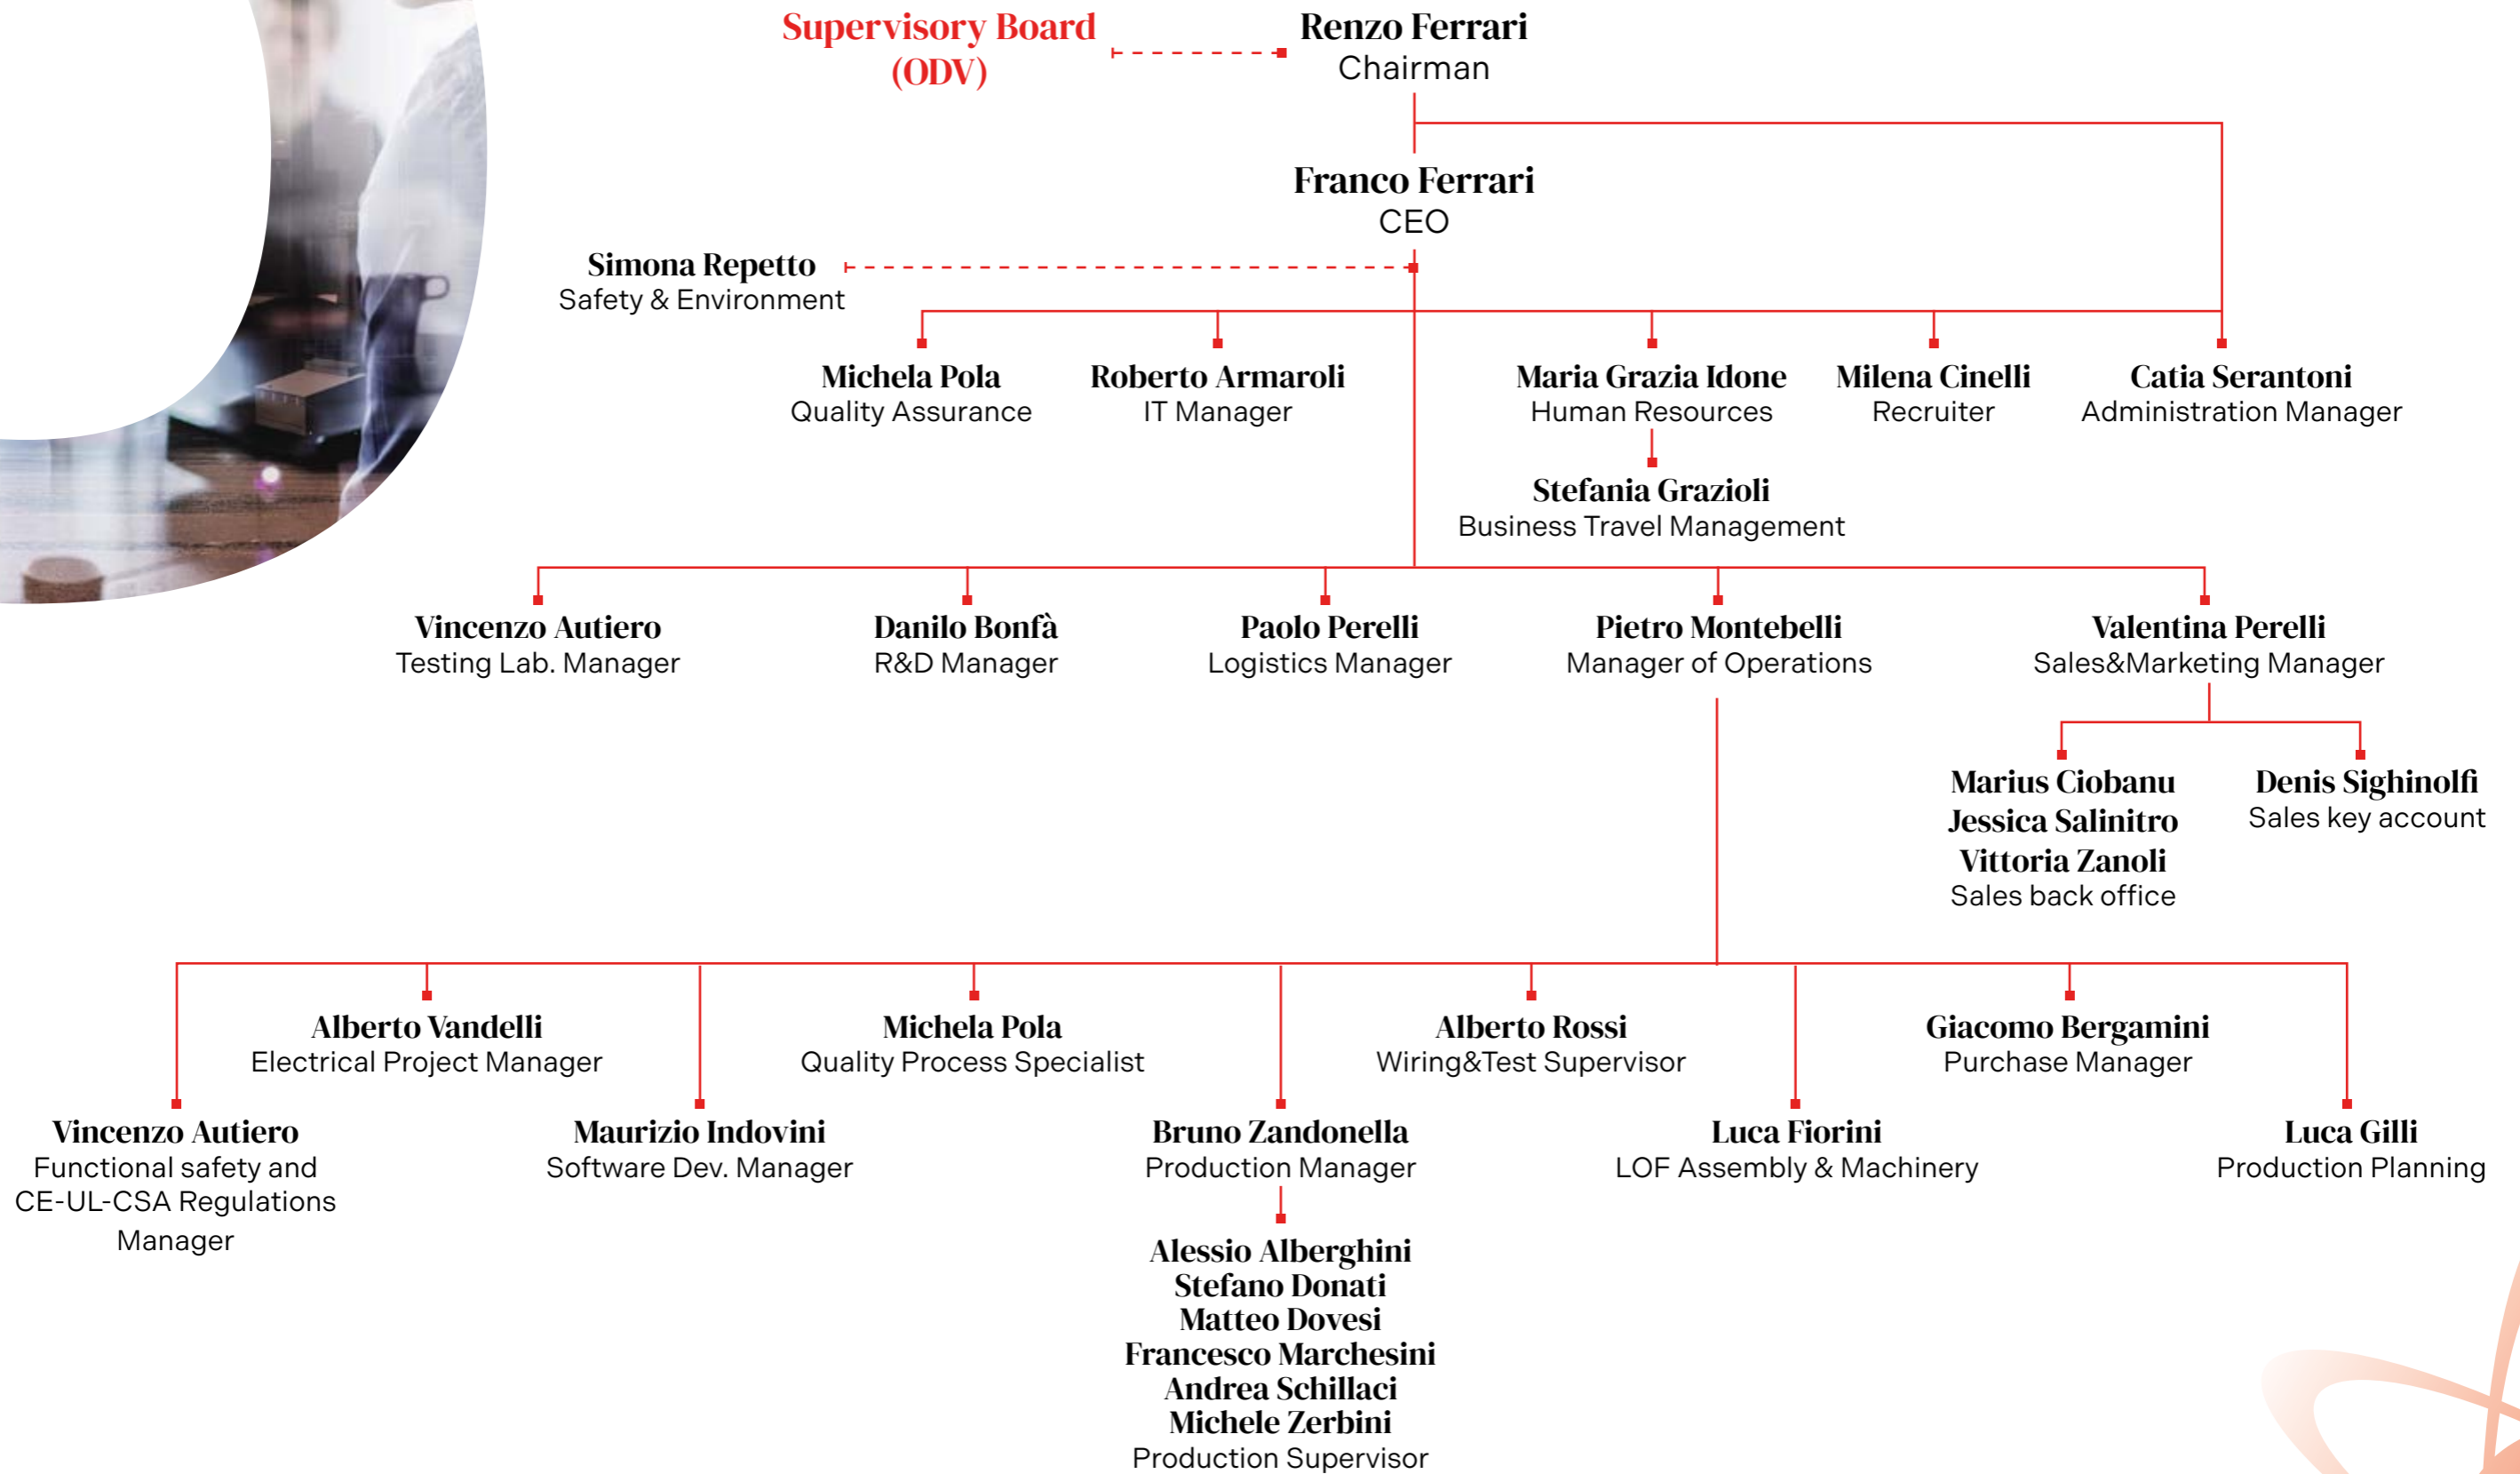 Supervisory Board
(ODV)
Renzo Ferrari
Chairman
Franco Ferrari
CEO
Simona Repetto
Safety & Environment
Michela Pola
Quality Assurance
Roberto Armaroli
IT Manager
Maria Grazia Idone
Human Resources
Milena Cinelli
Recruiter
Catia Serantoni
Administration Manager
Stefania Grazioli
Business Travel Management
Vincenzo Autiero
Testing Lab. Manager
Danilo Bonfà
R&D Manager
Paolo Perelli
Logistics Manager
Pietro Montebelli
Manager of Operations
Valentina Perelli
Sales&Marketing Manager
Marius Ciobanu
Jessica Salinitro
Vittoria Zanoli
Sales back office
Denis Sighinolfi
Sales key account
Alberto Vandelli
Electrical Project Manager
Michela Pola
Quality Process Specialist
Alberto Rossi
Wiring&Test Supervisor
Giacomo Bergamini
Purchase Manager
Vincenzo Autiero
Functional safety and
CE-UL-CSA Regulations
Manager
Maurizio Indovini
Software Dev. Manager
Bruno Zandonella
Production Manager
Luca Fiorini
LOF Assembly & Machinery
Luca Gilli
Production Planning
Alessio Alberghini
Stefano Donati
Matteo Dovesi
Francesco Marchesini
Andrea Schillaci
Michele Zerbini
Production Supervisor